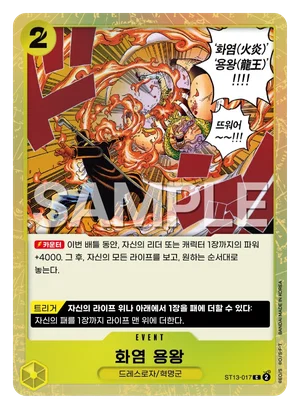 2
'화염(火炎)'
'용왕(龍王)'
!!!!
뜨워어
~~!!!
SAMPLE
카운터 이번 배틀 동안, 자신의 리더 또는 캐릭터 1장까지의 파워
+4000. 그 후, 자신의 모든 라이프를 보고, 원하는 순서대로
놓는다.
트리거 자신의 라이프 위나 아래에서 1장을 패에 더할 수 있다:
자신의 패를 1장까지 라이프 맨 위에 더한다.
EVENT
화염 용왕
드레스로자/혁명군
ST13-017 C 2